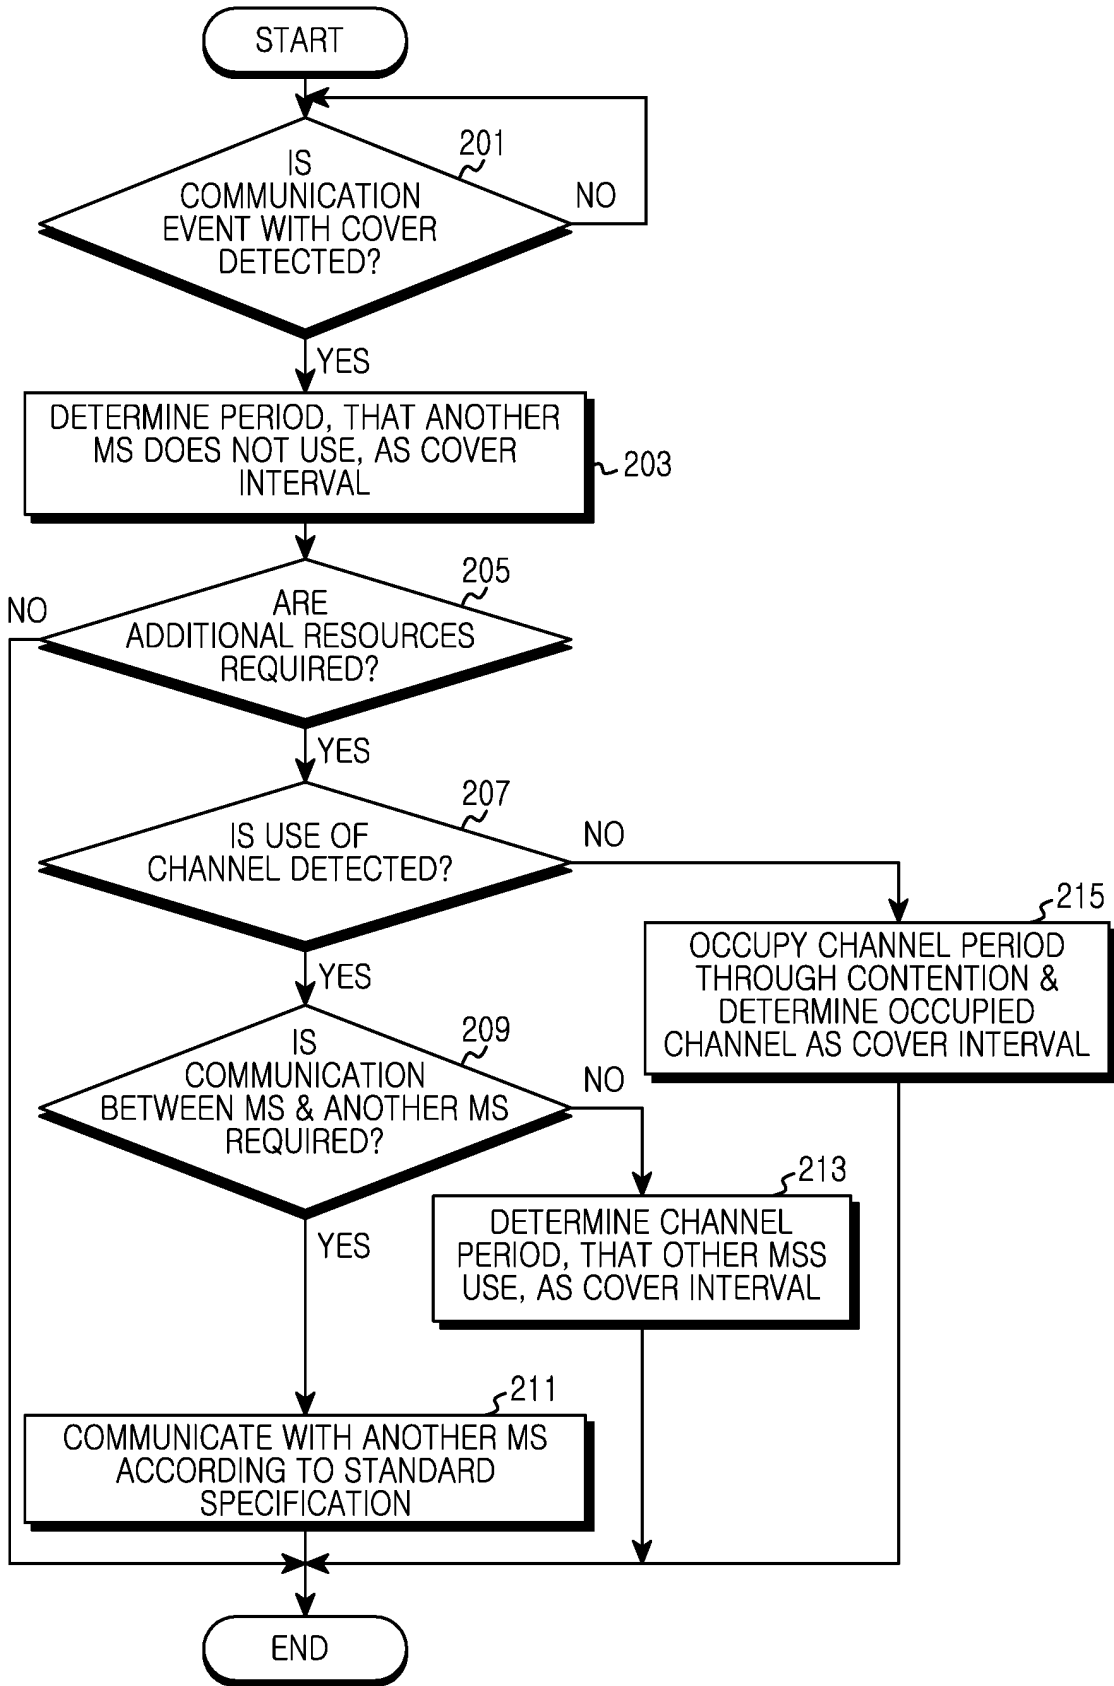 START
201
IS
COMMUNICATION
EVENT WITH COVER
DETECTED?
NO
YES
DETERMINE PERIOD, THAT ANOTHER
MS DOES NOT USE, AS COVER
INTERVAL
203
205
NO
ARE
ADDITIONAL RESOURCES
REQUIRED?
YES
207
IS USE OF
CHANNEL DETECTED?
NO
YES
215
OCCUPY CHANNEL PERIOD
THROUGH CONTENTION &
DETERMINE OCCUPIED
CHANNEL AS COVER INTERVAL
209
IS
COMMUNICATION
BETWEEN MS & ANOTHER MS
REQUIRED?
NO
YES
213
DETERMINE CHANNEL
PERIOD, THAT OTHER MSS
USE, AS COVER INTERVAL
211
COMMUNICATE WITH ANOTHER MS
ACCORDING TO STANDARD
SPECIFICATION
END